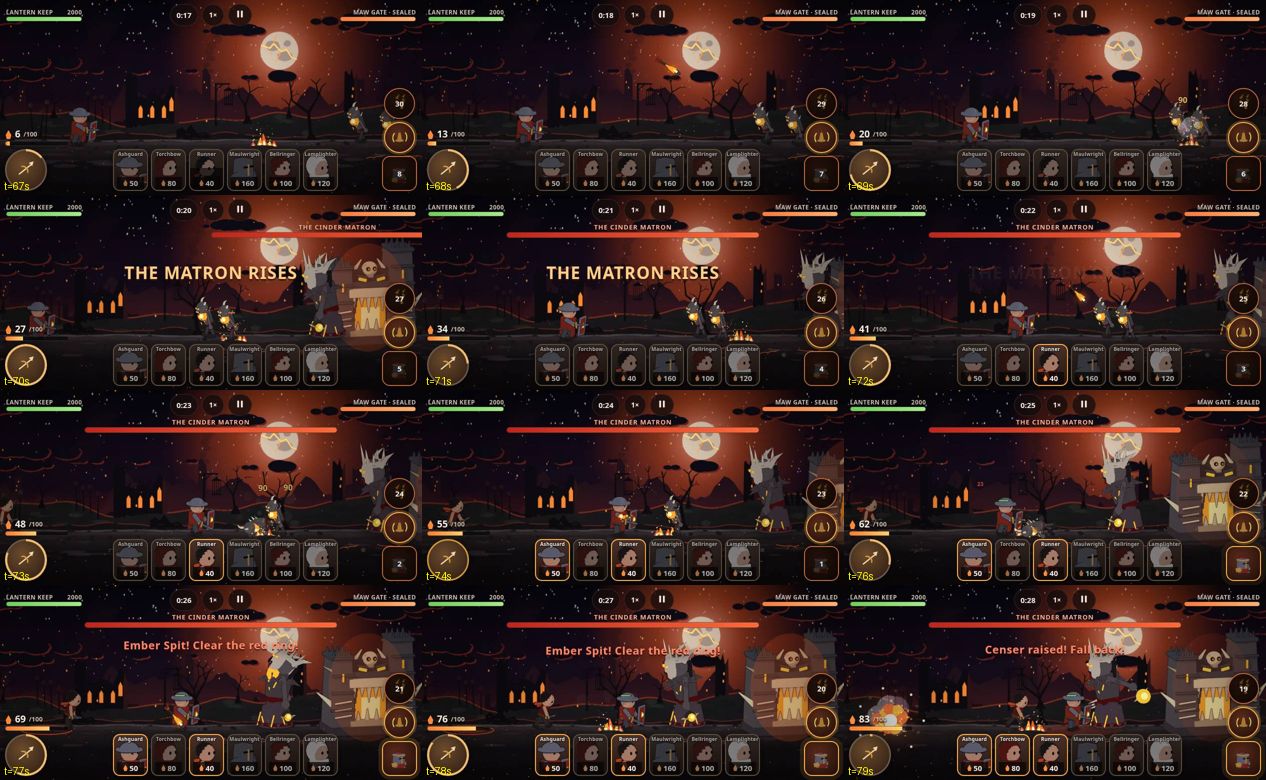 LANTERN KEEP 2000 0:17 1× MAW GATE · SEALED
30
6 /100
Ashguard Torchbow Runner Maulwright Bellringer Lamplighter
50 80 40 160 100 120
8
t=67s
LANTERN KEEP 2000 0:18 1× MAW GATE · SEALED
29
13 /100
Ashguard Torchbow Runner Maulwright Bellringer Lamplighter
50 80 40 160 100 120
7
t=68s
LANTERN KEEP 2000 0:19 1× MAW GATE · SEALED
90
28
20 /100
Ashguard Torchbow Runner Maulwright Bellringer Lamplighter
50 80 40 160 100 120
6
t=69s
LANTERN KEEP 2000 0:20 1× MAW GATE · SEALED
THE CINDER MATRON
THE MATRON RISES
27
27 /100
Ashguard Torchbow Runner Maulwright Bellringer Lamplighter
50 80 40 160 100 120
5
t=70s
LANTERN KEEP 2000 0:21 1× MAW GATE · SEALED
THE CINDER MATRON
THE MATRON RISES
26
34 /100
Ashguard Torchbow Runner Maulwright Bellringer Lamplighter
50 80 40 160 100 120
4
t=71s
LANTERN KEEP 2000 0:22 1× MAW GATE · SEALED
THE CINDER MATRON
25
41 /100
Ashguard Torchbow Runner Maulwright Bellringer Lamplighter
50 80 40 160 100 120
3
t=72s
LANTERN KEEP 2000 0:23 1× MAW GATE · SEALED
THE CINDER MATRON
90 90
24
48 /100
Ashguard Torchbow Runner Maulwright Bellringer Lamplighter
50 80 40 160 100 120
2
t=73s
LANTERN KEEP 2000 0:24 1× MAW GATE · SEALED
THE CINDER MATRON
23
55 /100
Ashguard Torchbow Runner Maulwright Bellringer Lamplighter
50 80 40 160 100 120
1
t=74s
LANTERN KEEP 2000 0:25 1× MAW GATE · SEALED
THE CINDER MATRON
23
22
62 /100
Ashguard Torchbow Runner Maulwright Bellringer Lamplighter
50 80 40 160 100 120
t=76s
LANTERN KEEP 2000 0:26 1× MAW GATE · SEALED
THE CINDER MATRON
Ember Spit! Clear the red ring!
21
69 /100
Ashguard Torchbow Runner Maulwright Bellringer Lamplighter
50 80 40 160 100 120
t=77s
LANTERN KEEP 2000 0:27 1× MAW GATE · SEALED
THE CINDER MATRON
Ember Spit! Clear the red ring!
20
76 /100
Ashguard Torchbow Runner Maulwright Bellringer Lamplighter
50 80 40 160 100 120
t=78s
LANTERN KEEP 2000 0:28 1× MAW GATE · SEALED
THE CINDER MATRON
Censer raised! Fall back
19
83
Ashguard Torchbow Runner Maulwright Bellringer Lamplighter
50 80 40 160 100 120
t=79s